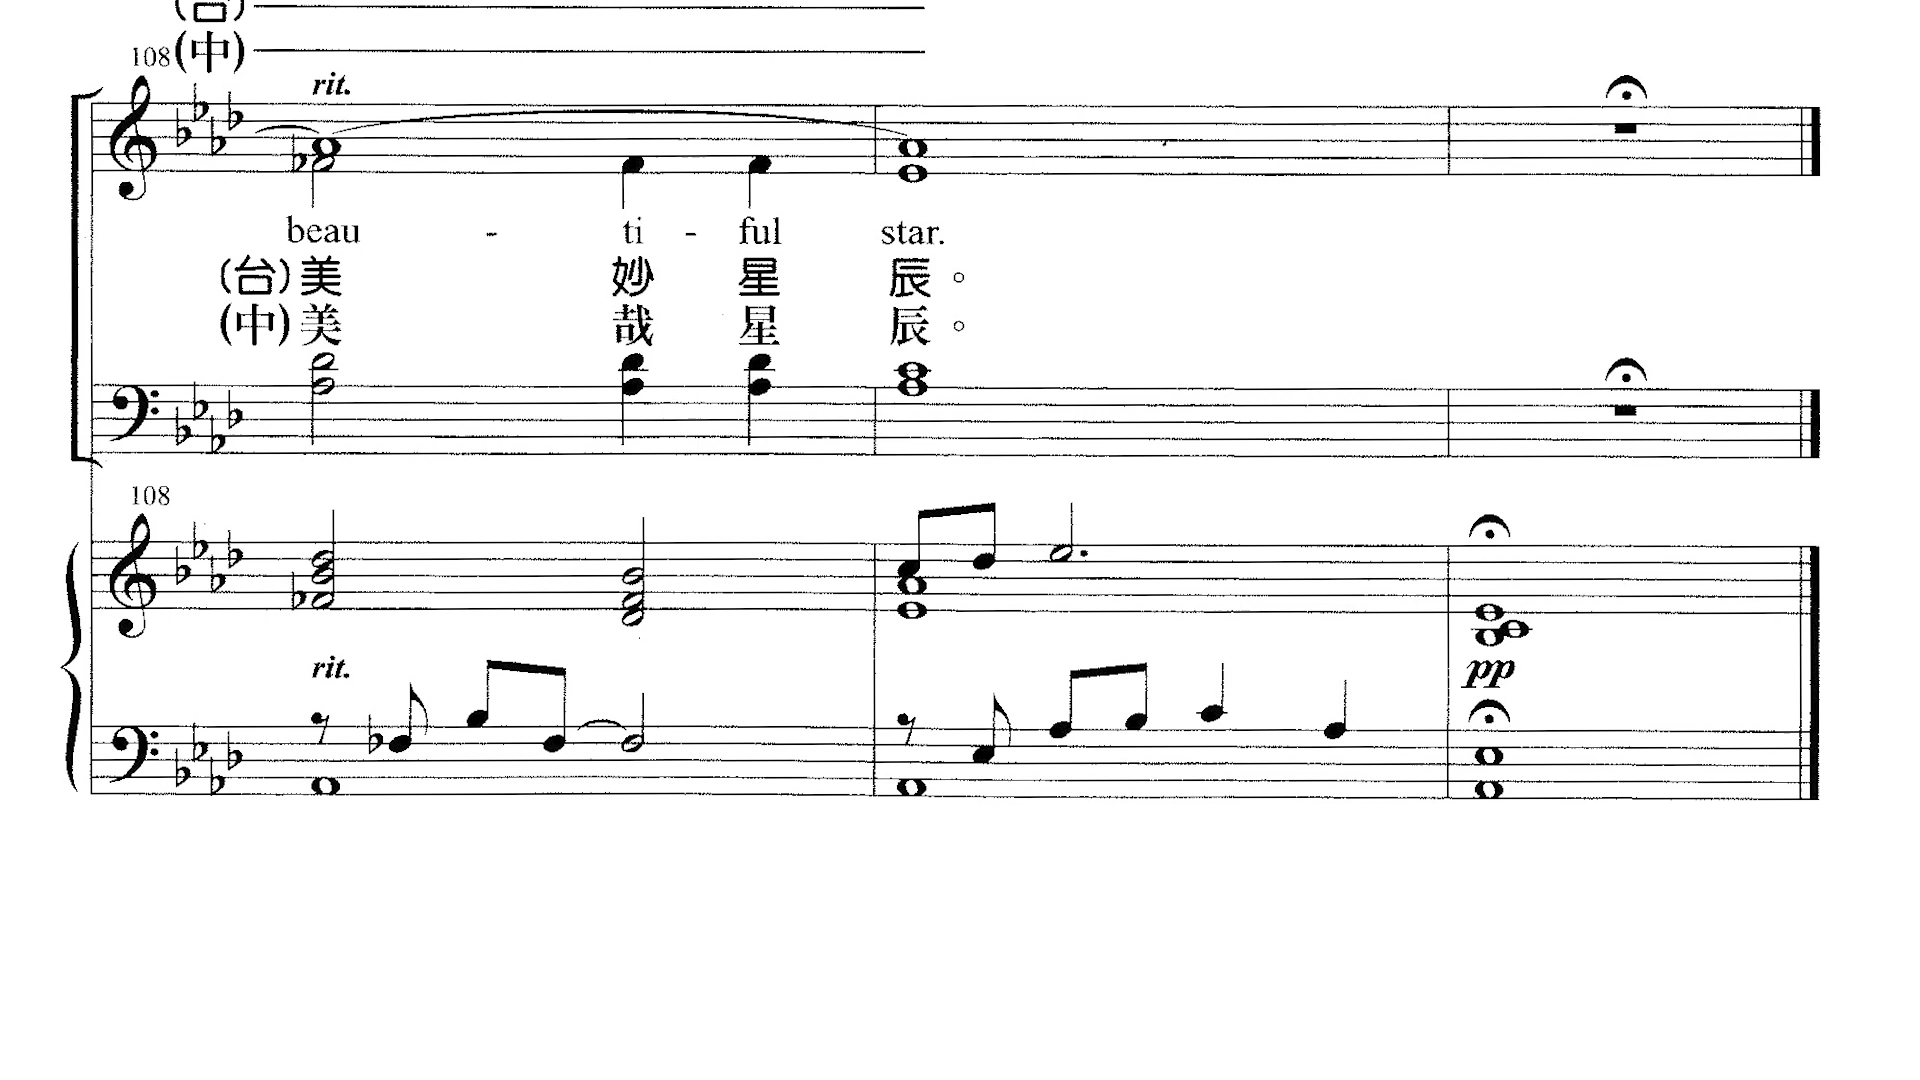 (台)
108 (中)
rit.
beau - ti - ful star.
(台)美 妙 星 辰。
(中)美 哉 星 辰。
108
rit.
pp